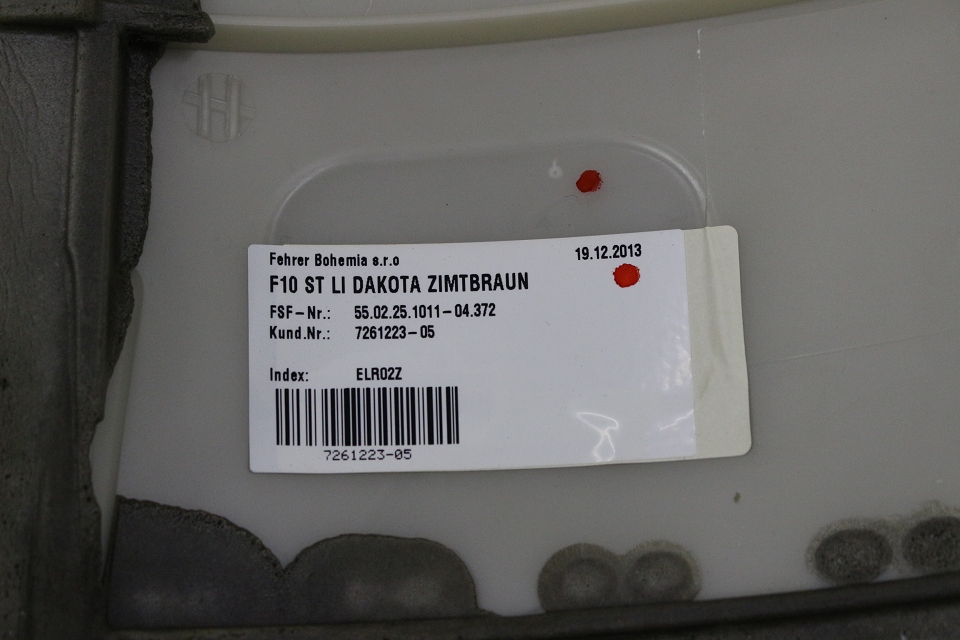 Fehrer Bohemia s.r.o 19.12.2013
F10 ST LI DAKOTA ZIMTBRAUN
FSF-Nr.: 55.02.25.1011-04.372
Kund.Nr.: 7261223-05
Index: ELR02Z
7261223-05